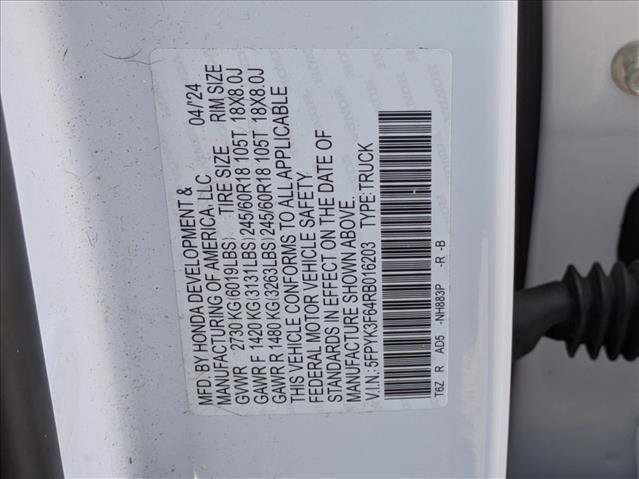 MFD. BY HONDA DEVELOPMENT & 04/'24
MANUFACTURING OF AMERICA, LLC
TIRE SIZE RIM SIZE
GVWR 2730 KG(6019LBS)
GAWR F 1420 KG(3131LBS)245/60R18 105T 18X8.0J
GAWR R 1480 KG(3263LBS)245/60R18 105T 18X8.0J
THIS VEHICLE CONFORMS TO ALL APPLICABLE
FEDERAL MOTOR VEHICLE SAFETY
STANDARDS IN EFFECT ON THE DATE OF
MANUFACTURE SHOWN ABOVE.
V.I.N.: 5FPYK3F64RB016203 TYPE:TRUCK
T6Z R AD5 -NH883P -R -B